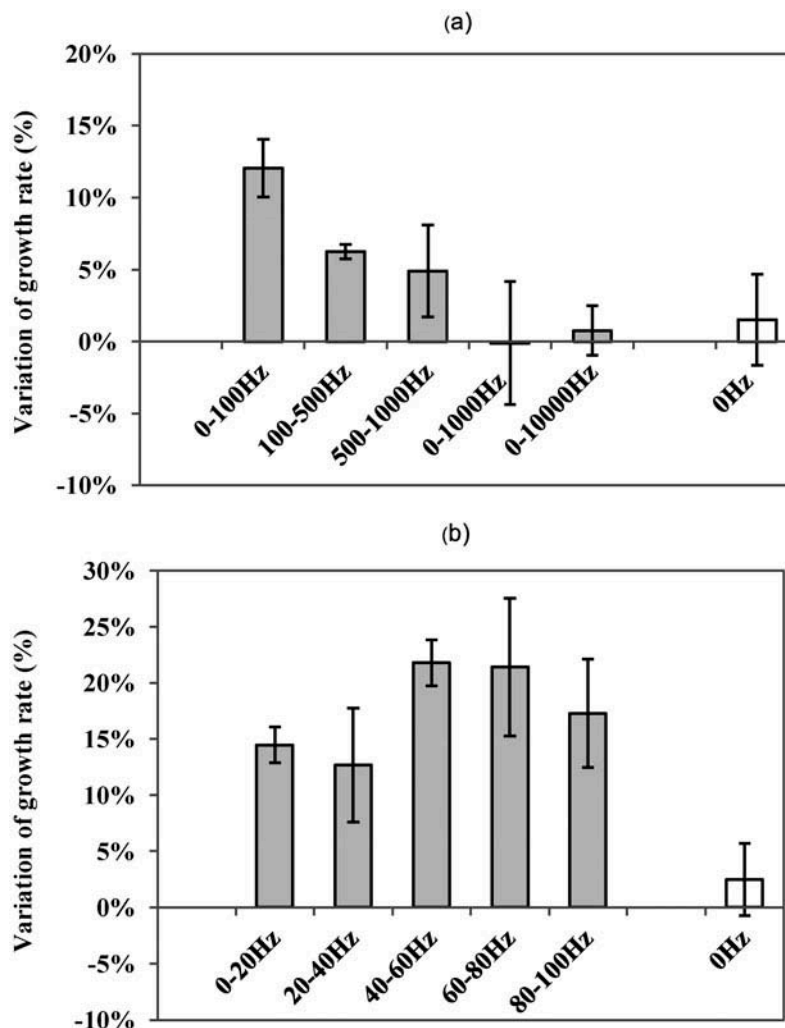 (a)
Variation of growth rate (%)
20%
15%
10%
5%
0%
-5%
-10%
0-100Hz
100-500Hz
500-1000Hz
0-1000Hz
0-10000Hz
0Hz
(b)
Variation of growth rate (%)
30%
25%
20%
15%
10%
5%
0%
-5%
-10%
0-20Hz
20-40Hz
40-60Hz
60-80Hz
80-100Hz
0Hz